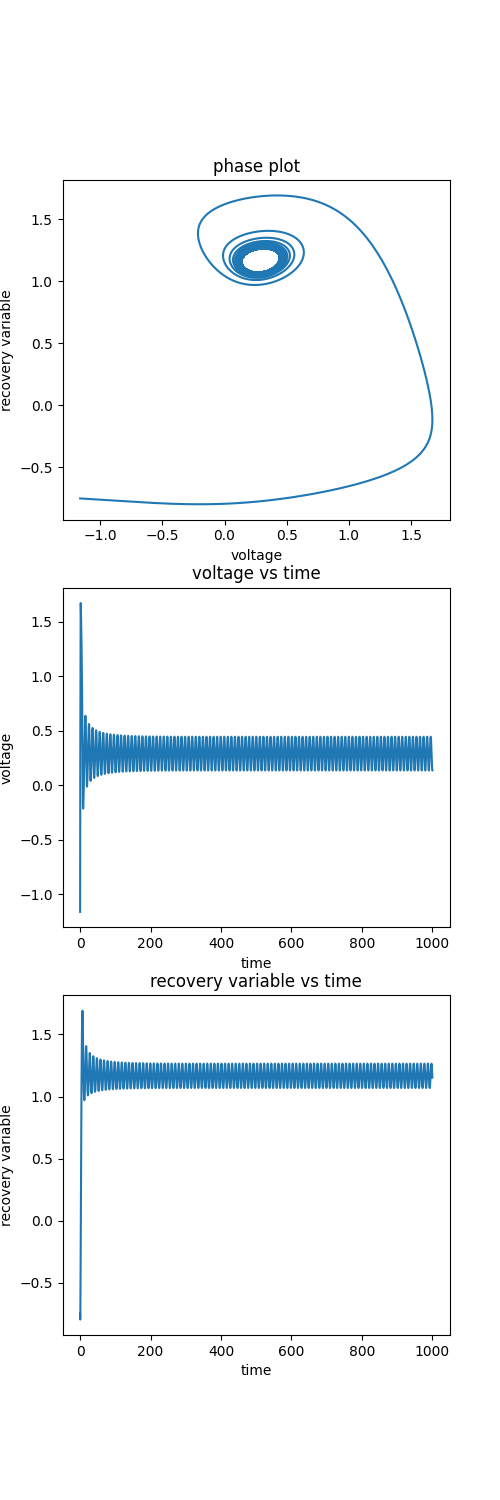 phase plot
1.5
1.0
0.5
0.0
−0.5
recovery variable
−1.0 −0.5 0.0 0.5 1.0 1.5
voltage
voltage vs time
1.5
1.0
0.5
0.0
−0.5
−1.0
voltage
0 200 400 600 800 1000
time
recovery variable vs time
1.5
1.0
0.5
0.0
−0.5
recovery variable
0 200 400 600 800 1000
time